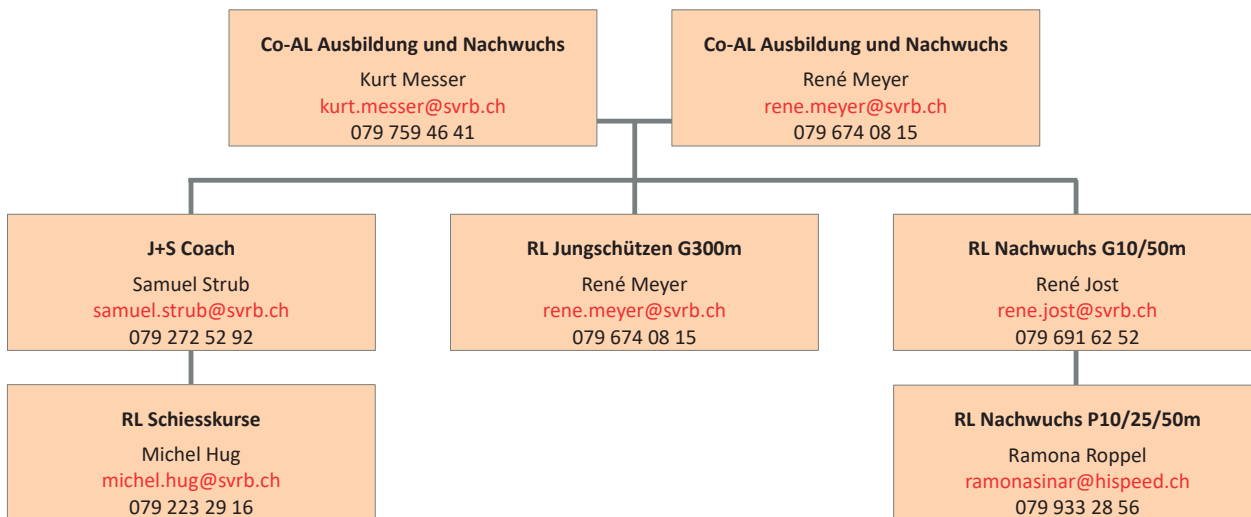 Co-AL Ausbildung und Nachwuchs
Kurt Messer
kurt.messer@svrb.ch
079 759 46 41
Co-AL Ausbildung und Nachwuchs
René Meyer
rene.meyer@svrb.ch
079 674 08 15
J+S Coach
Samuel Strub
samuel.strub@svrb.ch
079 272 52 92
RL Jungschützen G300m
René Meyer
rene.meyer@svrb.ch
079 674 08 15
RL Nachwuchs G10/50m
René Jost
rene.jost@svrb.ch
079 691 62 52
RL Schiesskurse
Michel Hug
michel.hug@svrb.ch
079 223 29 16
RL Nachwuchs P10/25/50m
Ramona Roppel
ramonasinar@hispeed.ch
079 933 28 56